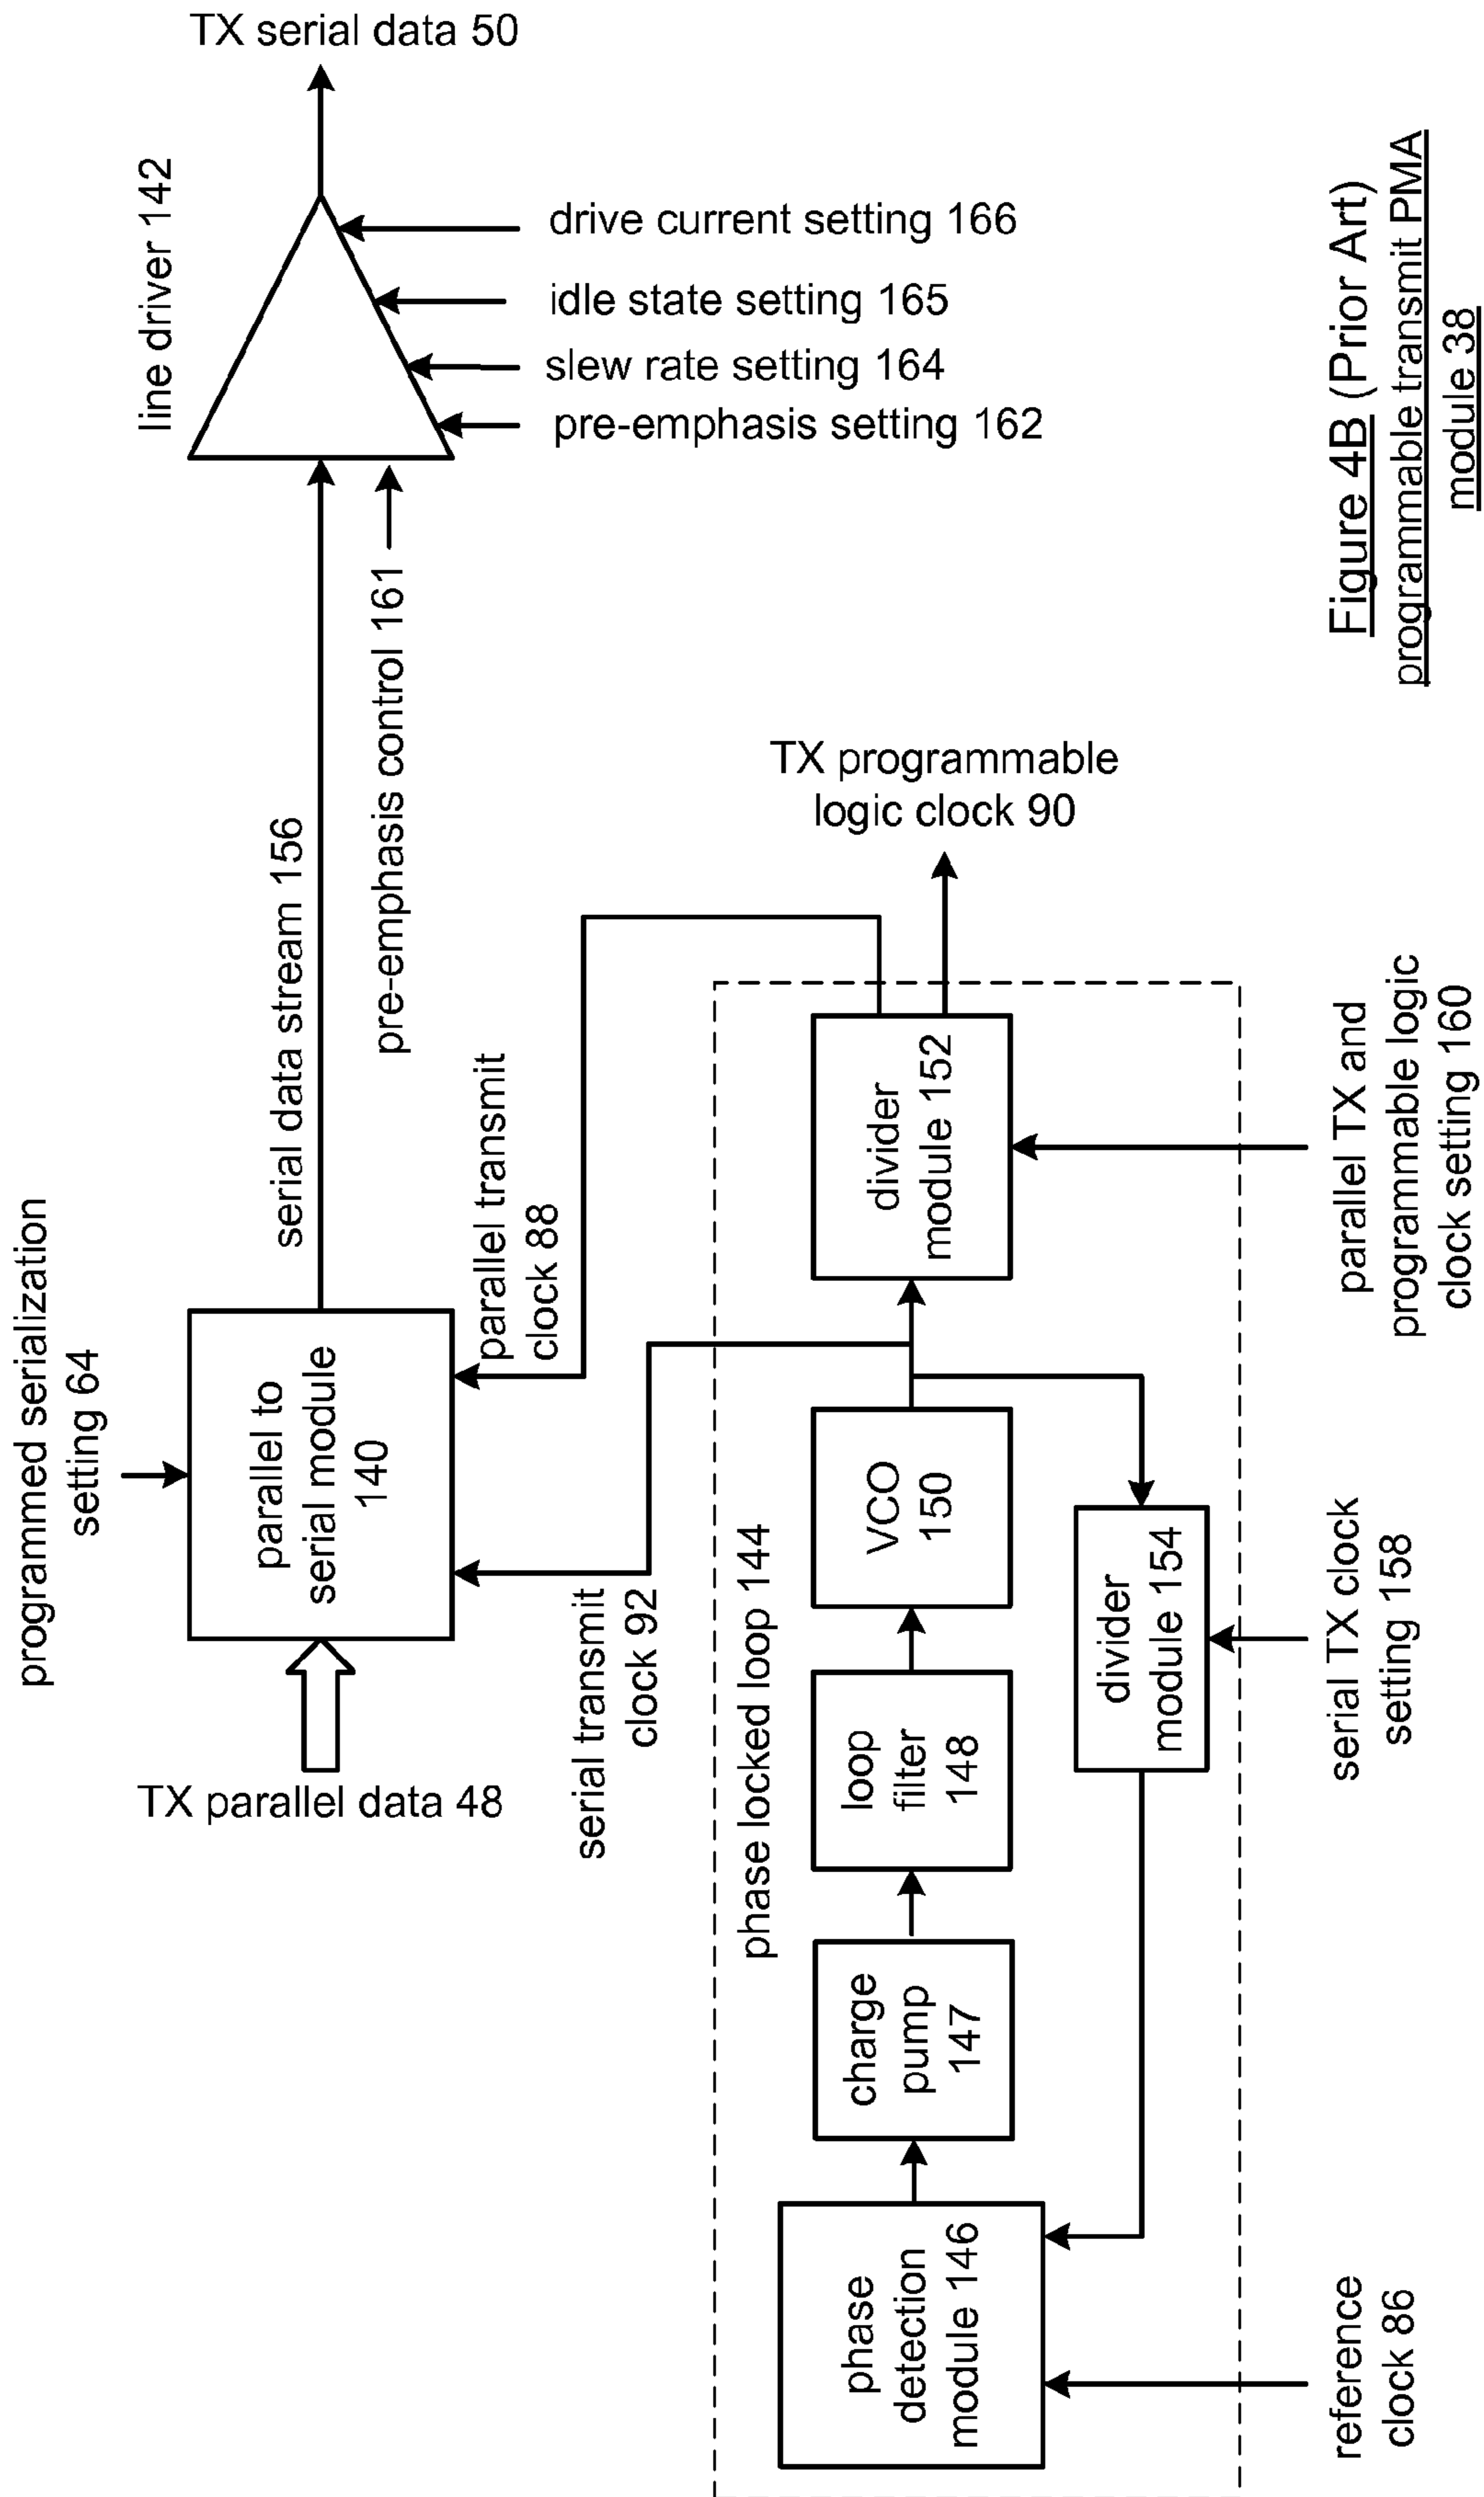 programmed serialization
setting 64
TX parallel data 48
parallel to
serial module
140
serial data stream 156
line driver 142
TX serial data 50
pre-emphasis control 161
pre-emphasis setting 162
slew rate setting 164
idle state setting 165
drive current setting 166
serial transmit
clock 92
parallel transmit
clock 88
TX programmable
logic clock 90
phase locked loop 144
phase
detection
module 146
charge
pump
147
loop
filter
148
VCO
150
divider
module 152
divider
module 154
reference
clock 86
serial TX clock
setting 158
parallel TX and
programmable logic
clock setting 160
Figure 4B (Prior Art)
programmable transmit PMA
module 38